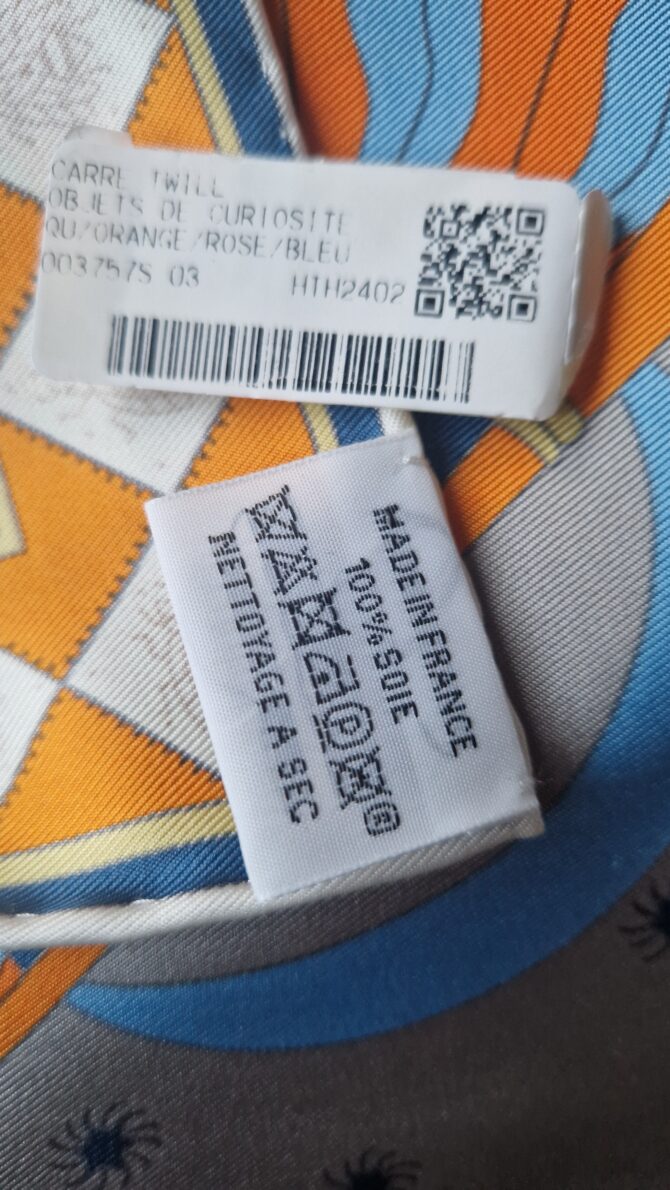 CARRE TWILL
OBJETS DE CURIOSITE
QU/ORANGE/ROSE/BLEU
003757S 03 HTH2402
MADE IN FRANCE
100% SOIE
NETTOYAGE A SEC